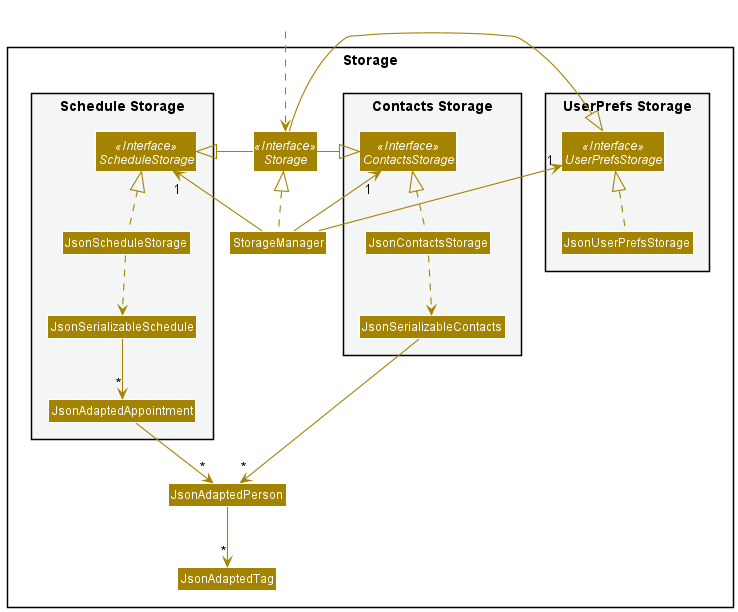 Storage
Schedule Storage
Contacts Storage
UserPrefs Storage
«Interface»
ScheduleStorage
«Interface»
Storage
«Interface»
ContactsStorage
«Interface»
UserPrefsStorage
1
1
1
JsonScheduleStorage
StorageManager
JsonContactsStorage
JsonUserPrefsStorage
JsonSerializableSchedule
JsonSerializableContacts
*
JsonAdaptedAppointment
*
*
JsonAdaptedPerson
*
JsonAdaptedTag